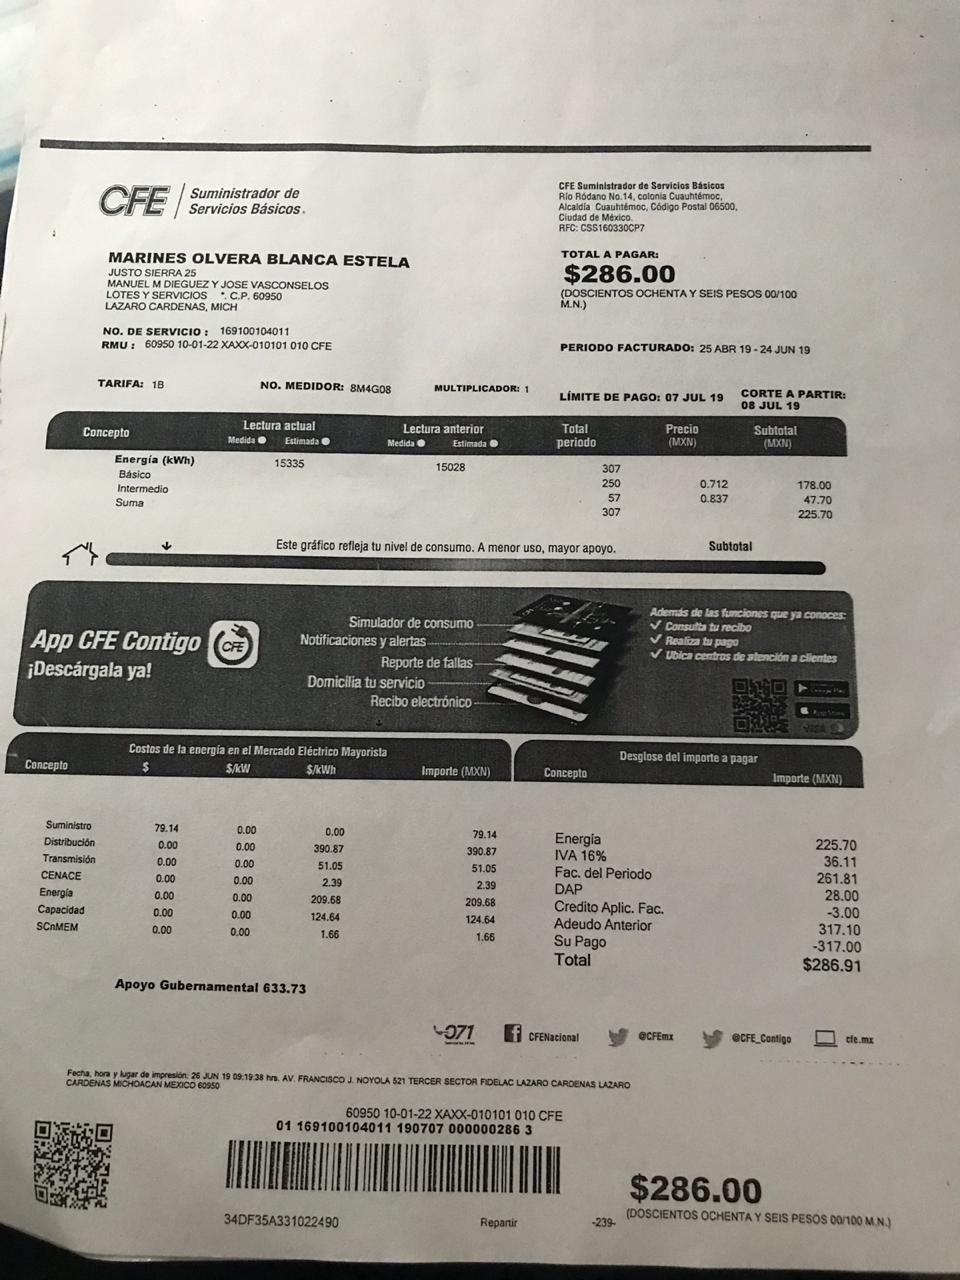 CFE Suministrador de
Servicios Básicos.
CFE Suministrador de Servicios Básicos
Río Ródano No.14, colonia Cuauhtémoc,
Alcaldía Cuauhtémoc, Código Postal 06500,
Ciudad de México.
RFC: CSS160330CP7
MARINES OLVERA BLANCA ESTELA
JUSTO SIERRA 25
MANUEL M DIEGUEZ Y JOSE VASCONSELOS
LOTES Y SERVICIOS *. C.P. 60950
LAZARO CARDENAS, MICH
TOTAL A PAGAR:
$286.00
(DOSCIENTOS OCHENTA Y SEIS PESOS 00/100
M.N.)
NO. DE SERVICIO : 169100104011
RMU : 60950 10-01-22 XAXX-010101 010 CFE
PERIODO FACTURADO: 25 ABR 19 - 24 JUN 19
TARIFA: 1B NO. MEDIDOR: 8M4G08 MULTIPLICADOR: 1
LÍMITE DE PAGO: 07 JUL 19 CORTE A PARTIR:
08 JUL 19
Concepto Lectura actual Lectura anterior Total periodo Precio (MXN) Subtotal (MXN)
Medida Estimada Medida Estimada
Energía (kWh) 15335 15028 307
Básico 250 0.712 178.00
Intermedio 57 0.837 47.70
Suma 307 225.70
Este gráfico refleja tu nivel de consumo. A menor uso, mayor apoyo. Subtotal
App CFE Contigo CFE
¡Descárgala ya!
Simulador de consumo
Notificaciones y alertas
Reporte de fallas
Domicilia tu servicio
Recibo electrónico
Además de las funciones que ya conoces:
✓ Consulta tu recibo
✓ Realiza tu pago
✓ Ubica centros de atención a clientes
Google Play
App Store
Costos de la energía en el Mercado Eléctrico Mayorista
Concepto $ $/kW $/kWh Importe (MXN)
Suministro 79.14 0.00 0.00 79.14
Distribución 0.00 0.00 390.87 390.87
Transmisión 0.00 0.00 51.05 51.05
CENACE 0.00 0.00 2.39 2.39
Energía 0.00 0.00 209.68 209.68
Capacidad 0.00 0.00 124.64 124.64
SCnMEM 0.00 0.00 1.66 1.66
Apoyo Gubernamental 633.73
Desglose del importe a pagar
Concepto Importe (MXN)
Energía 225.70
IVA 16% 36.11
Fac. del Periodo 261.81
DAP 28.00
Credito Aplic. Fac. -3.00
Adeudo Anterior 317.10
Su Pago -317.00
Total $286.91
071 CFENacional @CFEmx @CFE_Contigo cfe.mx
Fecha, hora y lugar de impresión: 26 JUN 19 09:19:38 hrs. AV. FRANCISCO J. NOYOLA 521 TERCER SECTOR FIDELAC LAZARO CARDENAS LAZARO
CARDENAS MICHOACAN MEXICO 60950
60950 10-01-22 XAXX-010101 010 CFE
01 169100104011 190707 000000286 3
34DF35A331022490 Repartir -239-
$286.00
(DOSCIENTOS OCHENTA Y SEIS PESOS 00/100 M.N.)